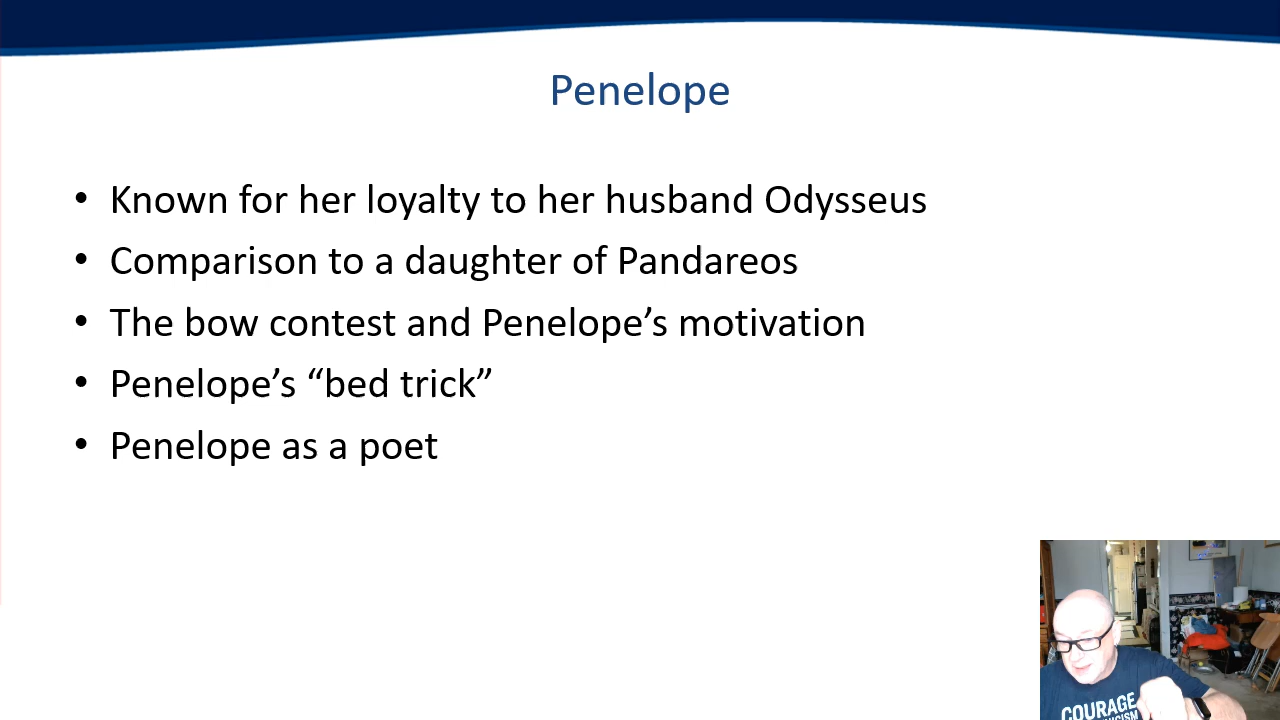 Penelope
• Known for her loyalty to her husband Odysseus
• Comparison to a daughter of Pandareos
• The bow contest and Penelope’s motivation
• Penelope’s “bed trick”
• Penelope as a poet
COURAGE